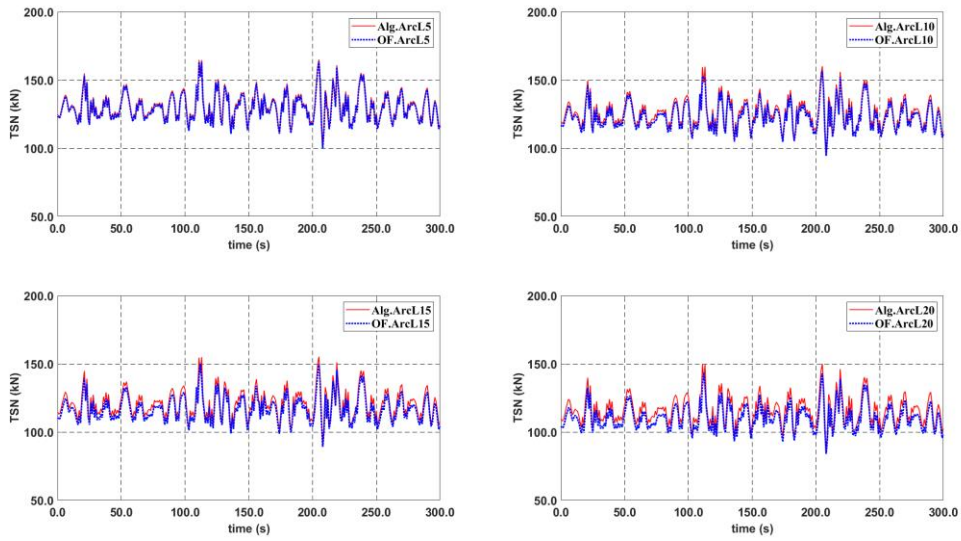 200.0
Alg.ArcL5
OF.ArcL5
150.0
TSN (kN)
100.0
50.0
0.0 50.0 100.0 150.0 200.0 250.0 300.0
time (s)
200.0
Alg.ArcL10
OF.ArcL10
150.0
TSN (kN)
100.0
50.0
0.0 50.0 100.0 150.0 200.0 250.0 300.0
time (s)
200.0
Alg.ArcL15
OF.ArcL15
150.0
TSN (kN)
100.0
50.0
0.0 50.0 100.0 150.0 200.0 250.0 300.0
time (s)
200.0
Alg.ArcL20
OF.ArcL20
150.0
TSN (kN)
100.0
50.0
0.0 50.0 100.0 150.0 200.0 250.0 300.0
time (s)